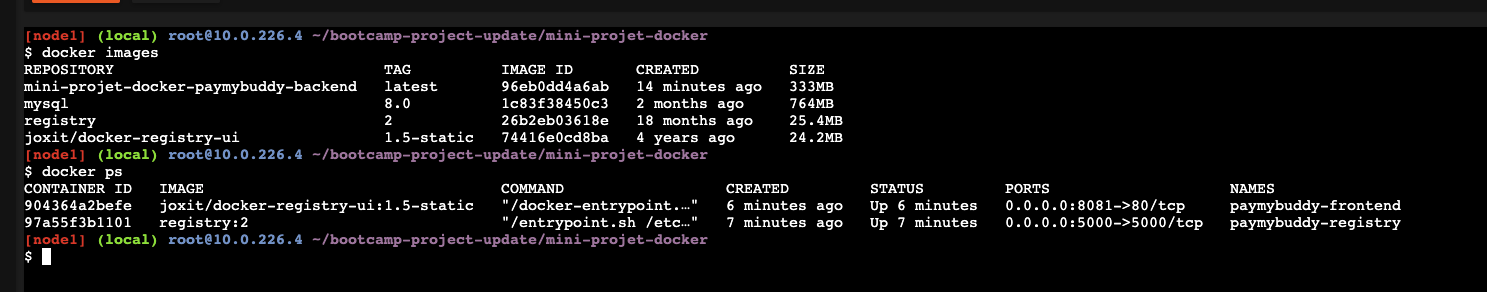 [node1] (local) root@10.0.226.4 ~/bootcamp-project-update/mini-projet-docker
$ docker images
REPOSITORY TAG IMAGE ID CREATED SIZE
mini-projet-docker-paymybuddy-backend latest 96eb0dd4a6ab 14 minutes ago 333MB
mysql 8.0 1c83f38450c3 2 months ago 764MB
registry 2 26b2eb03618e 18 months ago 25.4MB
joxit/docker-registry-ui 1.5-static 74416e0cd8ba 4 years ago 24.2MB
[node1] (local) root@10.0.226.4 ~/bootcamp-project-update/mini-projet-docker
$ docker ps
CONTAINER ID IMAGE COMMAND CREATED STATUS PORTS NAMES
904364a2befe joxit/docker-registry-ui:1.5-static "/docker-entrypoint.…" 6 minutes ago Up 6 minutes 0.0.0.0:8081->80/tcp paymybuddy-frontend
97a55f3b1101 registry:2 "/entrypoint.sh /etc…" 7 minutes ago Up 7 minutes 0.0.0.0:5000->5000/tcp paymybuddy-registry
[node1] (local) root@10.0.226.4 ~/bootcamp-project-update/mini-projet-docker
$